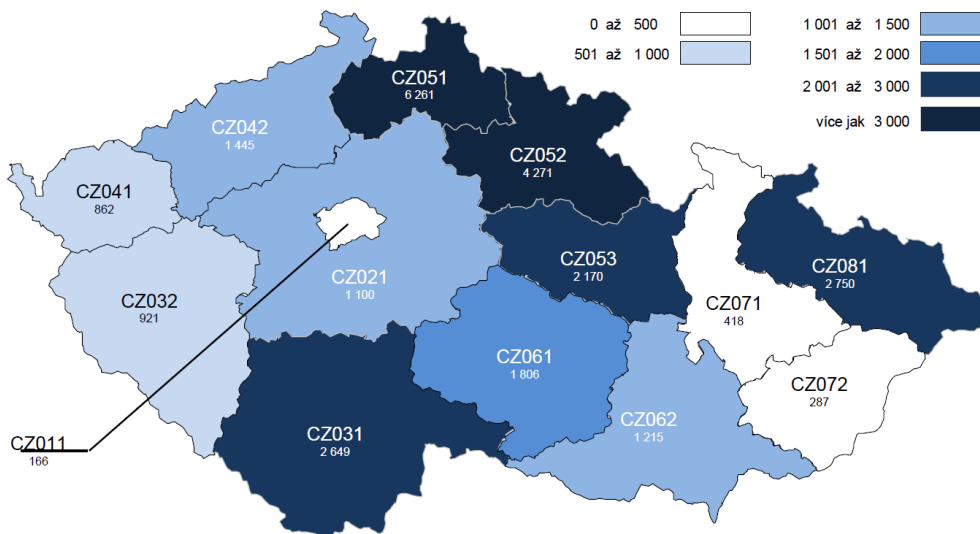 0 až 500
501 až 1 000
1 001 až 1 500
1 501 až 2 000
2 001 až 3 000
více jak 3 000
CZ051
6 261
CZ042
1 445
CZ052
4 271
CZ041
862
CZ053
2 170
CZ081
2 750
CZ021
1 100
CZ032
921
CZ071
418
CZ061
1 806
CZ072
287
CZ062
1 215
CZ031
2 649
CZ011
166